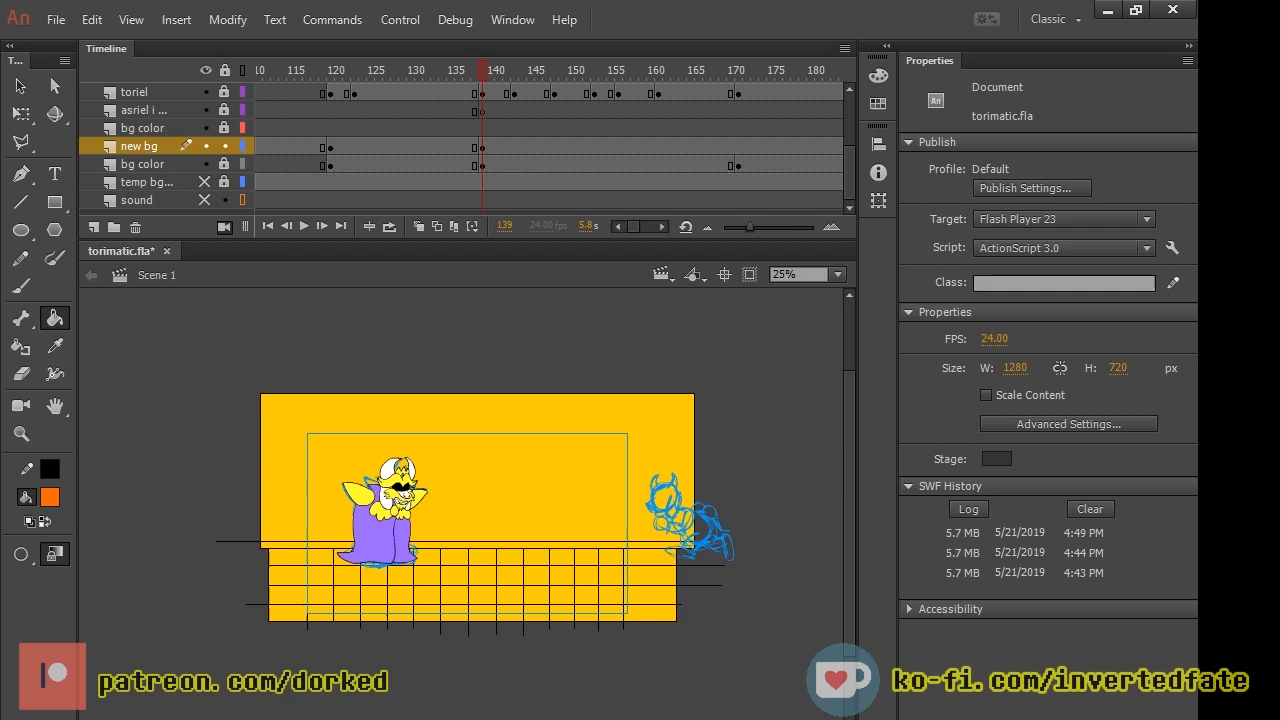 An File Edit View Insert Modify Text Commands Control Debug Window Help Classic
T... Timeline Properties
110 115 120 125 130 135 140 145 150 155 160 165 170 175 180
toriel
asriel i ...
bg color
new bg
bg color
temp bg...
sound
139 24.00 fps 5.8 s
torimatic.fla*
Scene 1 25%
Document
An
torimatic.fla
Publish
Profile: Default
Publish Settings...
Target: Flash Player 23
Script: ActionScript 3.0
Class:
Properties
FPS: 24.00
Size: W: 1280 H: 720 px
Scale Content
Advanced Settings...
Stage:
SWF History
Log Clear
5.7 MB 5/21/2019 4:49 PM
5.7 MB 5/21/2019 4:44 PM
5.7 MB 5/21/2019 4:43 PM
Accessibility
patreon.com/dorked
ko-fi.com/invertedfate